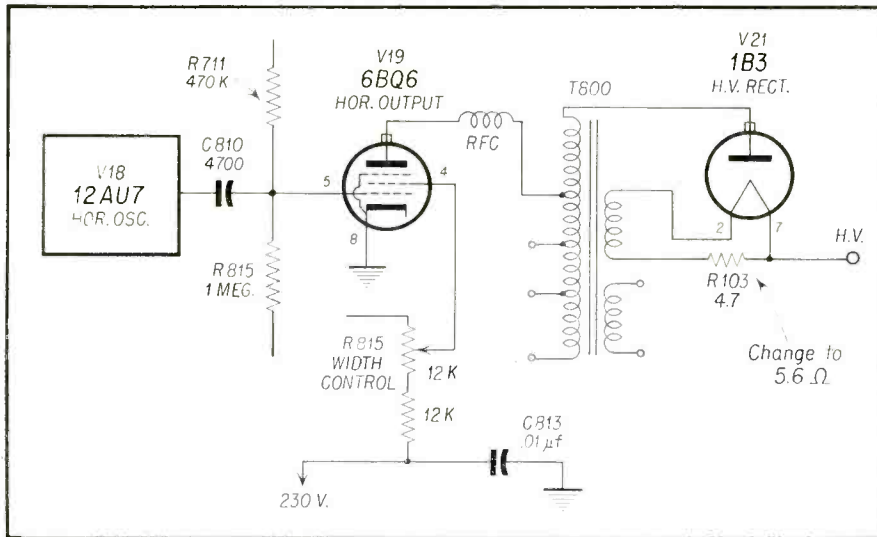 R711
470 K
V19
6BQ6
HOR. OUTPUT
V21
1B3
H.V. RECT.
T800
RFC
C810
4700
V18
12AU7
HOR. OSC.
5
4
8
2
7
H.V.
R815
1 MEG.
R103
4.7
R815
WIDTH
CONTROL
12 K
12 K
Change to
5.6 Ω
C813
.01 µf
230 V.